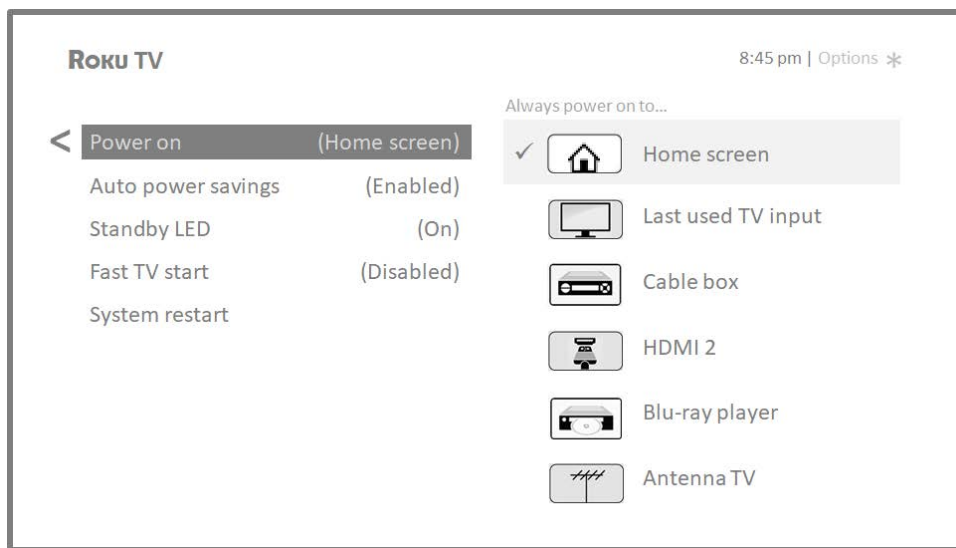 Roku TV
8:45 pm | Options *
Always power on to...
< Power on (Home screen)
Auto power savings (Enabled)
Standby LED (On)
Fast TV start (Disabled)
System restart
✓ Home screen
Last used TV input
Cable box
HDMI 2
Blu-ray player
Antenna TV